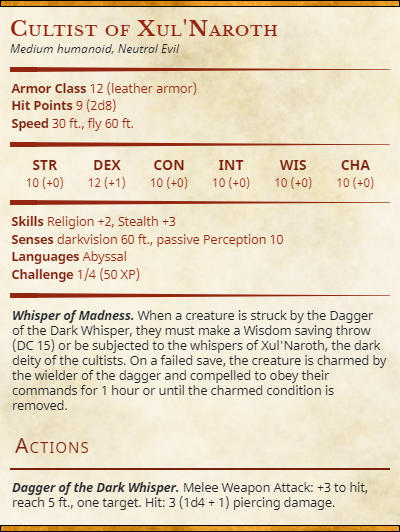 Cultist of Xul'Naroth
Medium humanoid, Neutral Evil
Armor Class 12 (leather armor)
Hit Points 9 (2d8)
Speed 30 ft., fly 60 ft.
STR DEX CON INT WIS CHA
10 (+0) 12 (+1) 10 (+0) 10 (+0) 10 (+0) 10 (+0)
Skills Religion +2, Stealth +3
Senses darkvision 60 ft., passive Perception 10
Languages Abyssal
Challenge 1/4 (50 XP)
Whisper of Madness. When a creature is struck by the Dagger
of the Dark Whisper, they must make a Wisdom saving throw
(DC 15) or be subjected to the whispers of Xul'Naroth, the dark
deity of the cultists. On a failed save, the creature is charmed by
the wielder of the dagger and compelled to obey their
commands for 1 hour or until the charmed condition is
removed.
Actions
Dagger of the Dark Whisper. Melee Weapon Attack: +3 to hit,
reach 5 ft., one target. Hit: 3 (1d4 + 1) piercing damage.